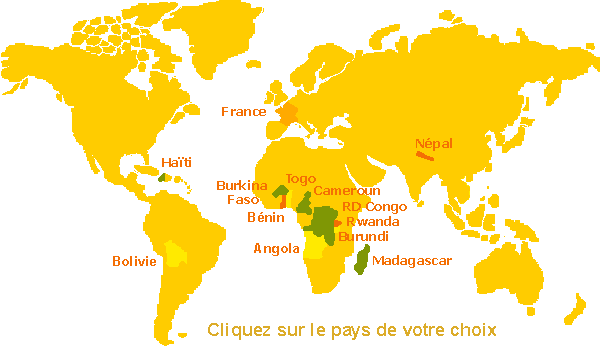 France
Népal
Haïti
Togo
Burkina
Faso
Cameroun
Bénin
RD Congo
Rwanda
Burundi
Angola
Bolivie
Madagascar
Cliquez sur le pays de votre choix